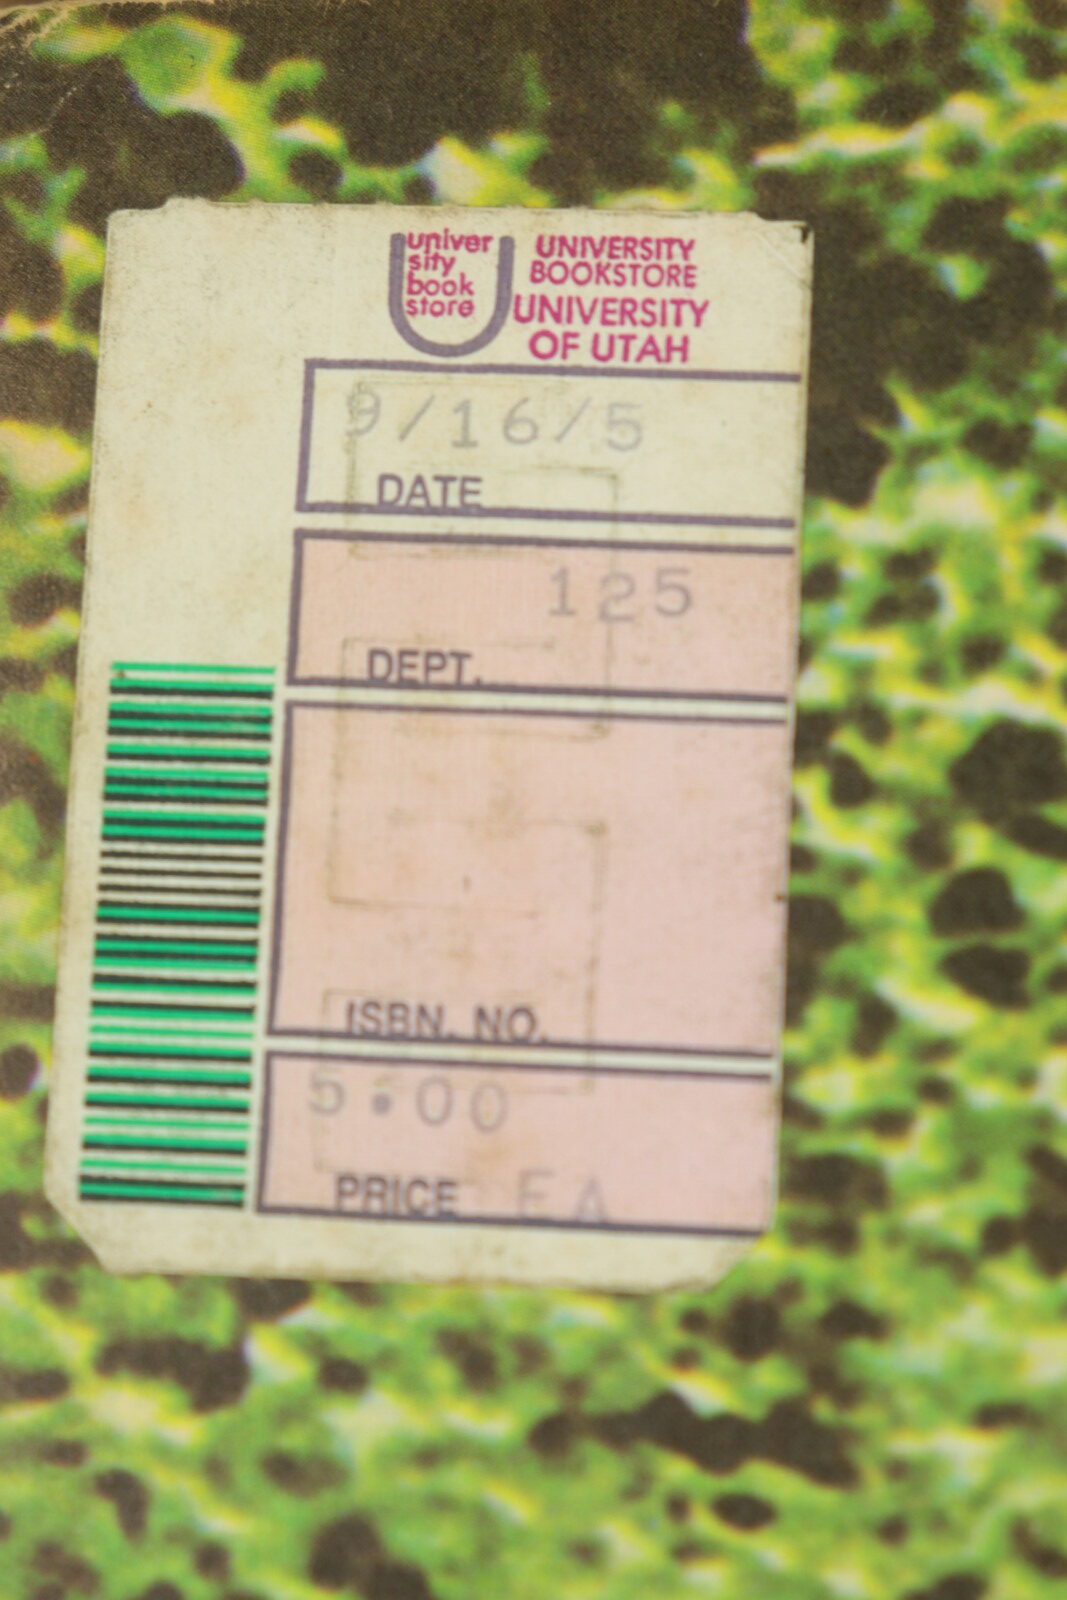 univer
sity
book
store
UNIVERSITY
BOOKSTORE
UNIVERSITY
OF UTAH
9/16/5
DATE
125
DEPT.
ISBN. NO.
5.00
PRICE EA